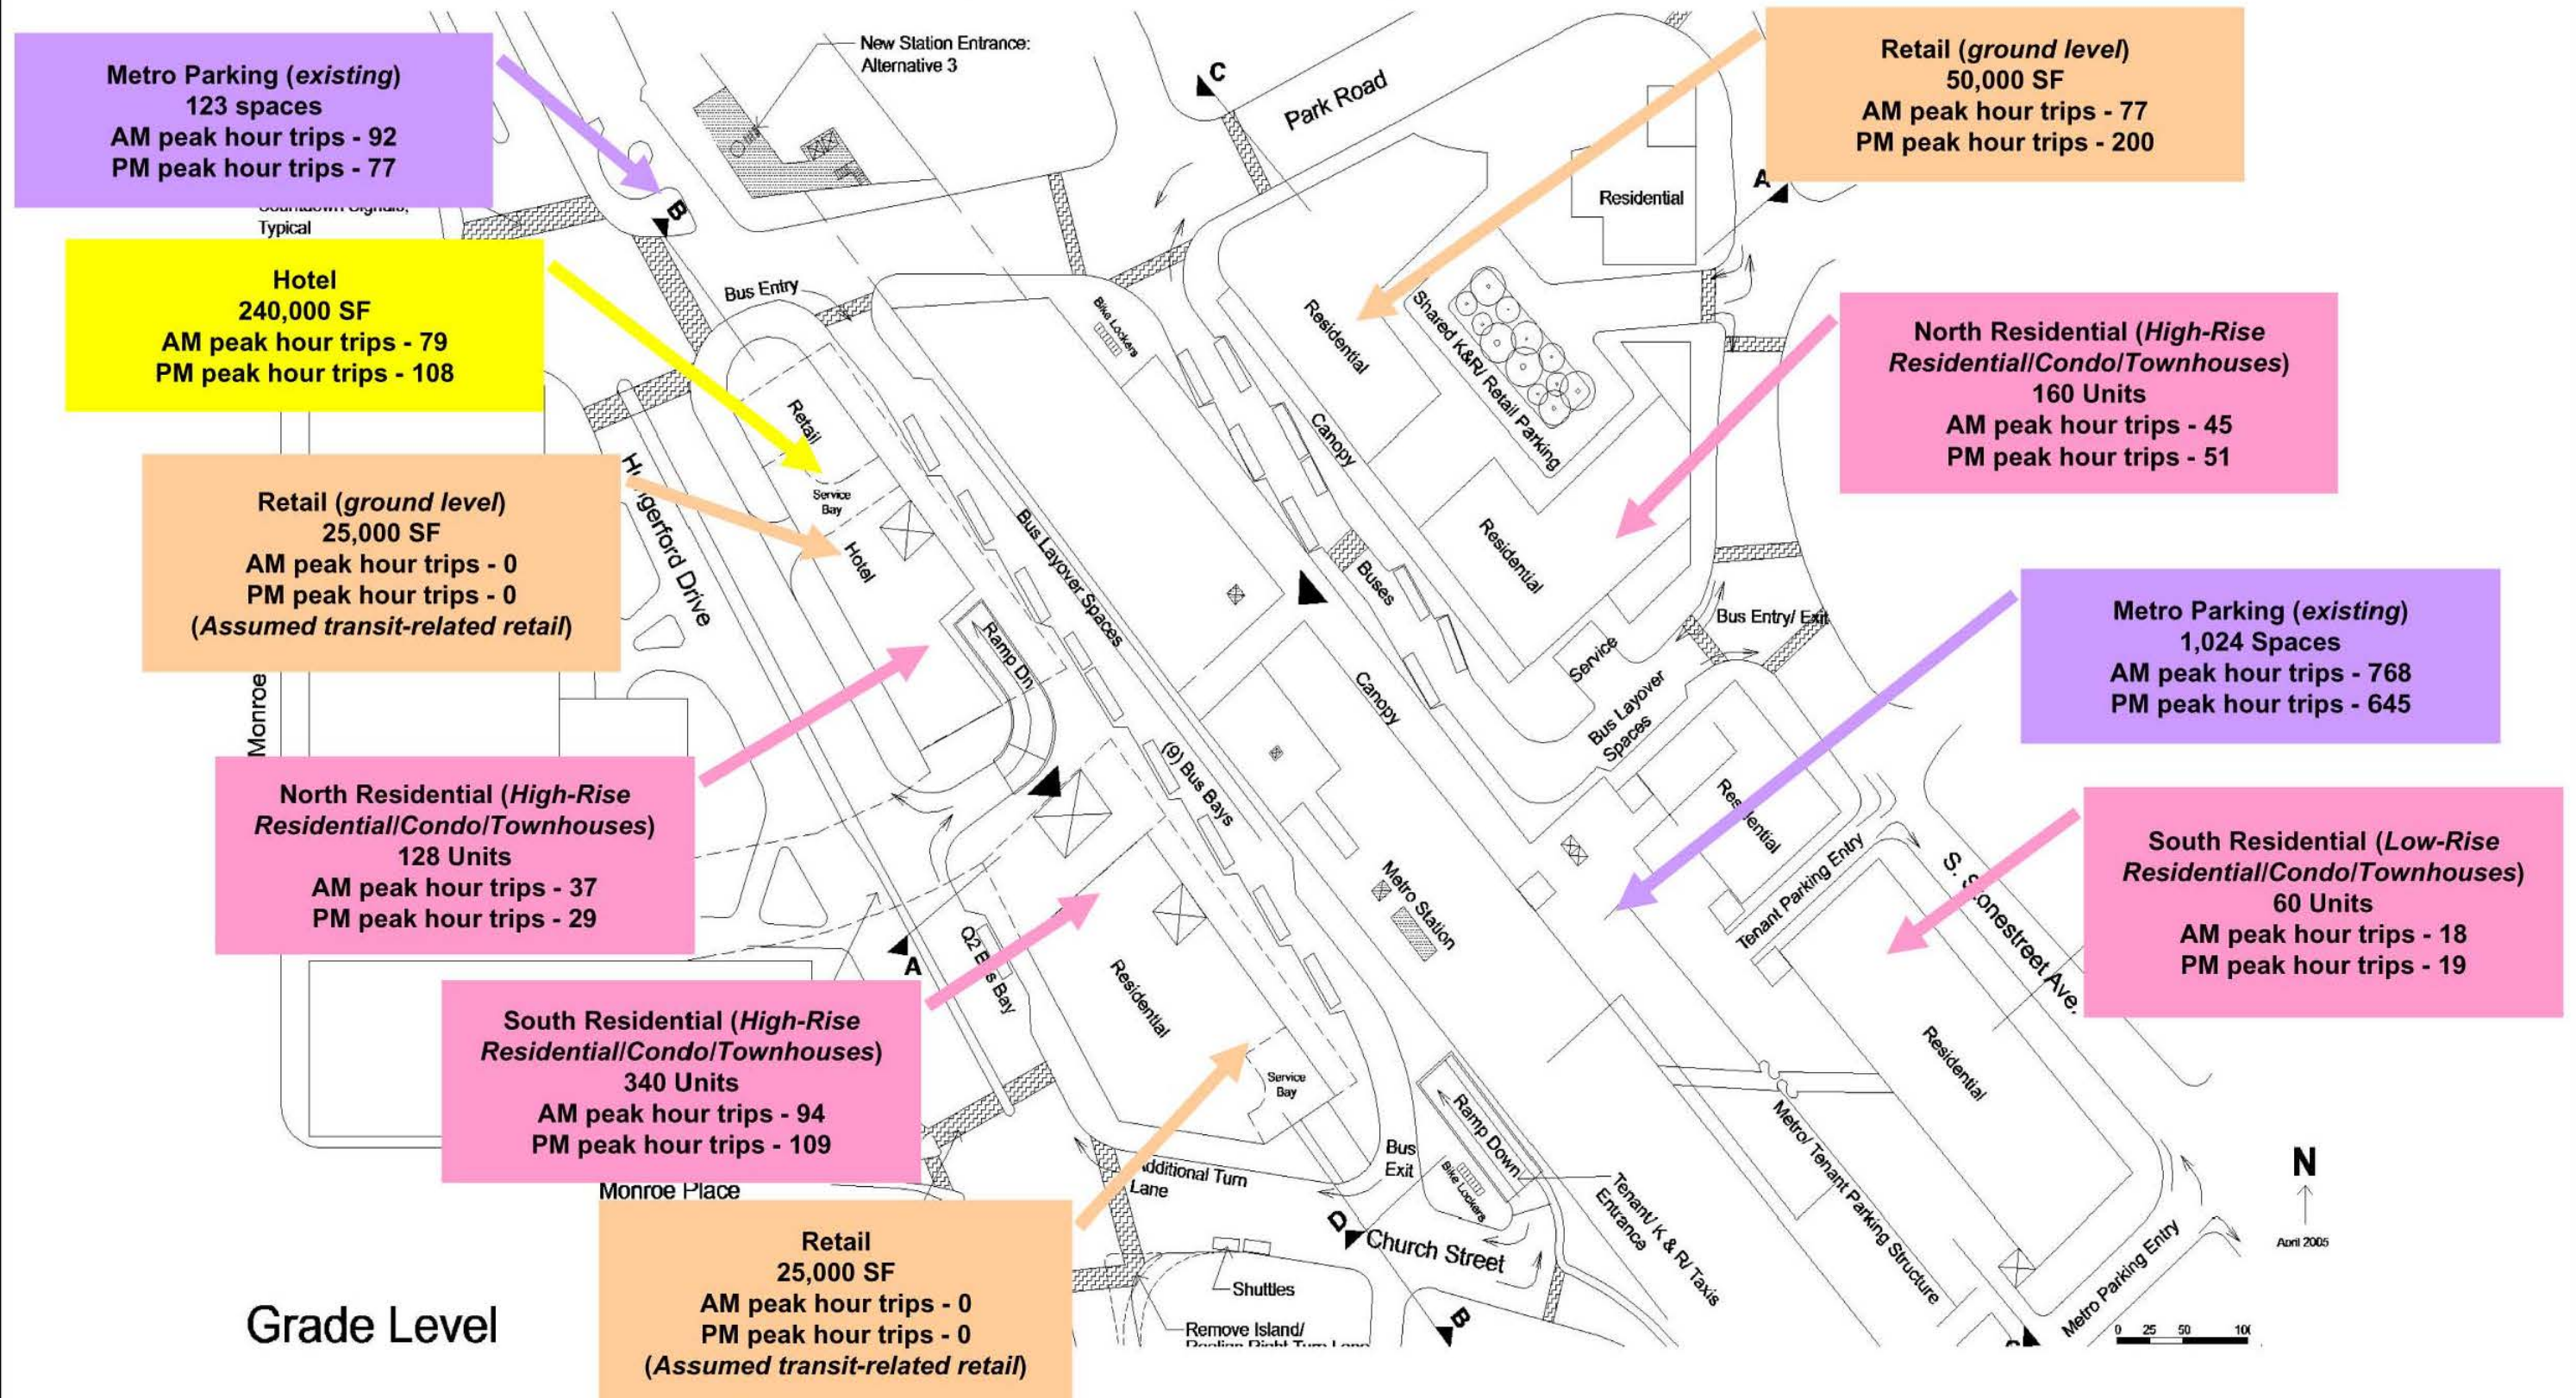 Metro Parking (existing)
123 spaces
AM peak hour trips - 92
PM peak hour trips - 77
Typical
New Station Entrance:
Alternative 3
C
Park Road
Retail (ground level)
50,000 SF
AM peak hour trips - 77
PM peak hour trips - 200
Residential
A
B
Hotel
240,000 SF
AM peak hour trips - 79
PM peak hour trips - 108
Bus Entry
Bike Lockers
Residential
Shared K&R/ Retail Parking
North Residential (High-Rise
Residential/Condo/Townhouses)
160 Units
AM peak hour trips - 45
PM peak hour trips - 51
Retail
Canopy
Service
Bay
Hotel
Retail (ground level)
25,000 SF
AM peak hour trips - 0
PM peak hour trips - 0
(Assumed transit-related retail)
Drive
Bus Layover Spaces
Buses
Residential
Bus Entry/ Exit
Service
Ramp Dn
Canopy
Bus Layover
Spaces
Metro Parking (existing)
1,024 Spaces
AM peak hour trips - 768
PM peak hour trips - 645
Monroe
North Residential (High-Rise
Residential/Condo/Townhouses)
128 Units
AM peak hour trips - 37
PM peak hour trips - 29
(9) Bus Bays
Metro Station
Tenant Parking Entry
South Residential (Low-Rise
Residential/Condo/Townhouses)
60 Units
AM peak hour trips - 18
PM peak hour trips - 19
A
Q2
Bay
Residential
Ave.
South Residential (High-Rise
Residential/Condo/Townhouses)
340 Units
AM peak hour trips - 94
PM peak hour trips - 109
Service
Bay
Residential
Monroe Place
Turn
Lane
Bus
Exit
Ramp Down
Bike Lockers
Tenant/ K & R/ Taxis
Entrance
Metro/ Tenant Parking Structure
N
April 2005
D
Church Street
Retail
25,000 SF
AM peak hour trips - 0
PM peak hour trips - 0
(Assumed transit-related retail)
Shuttles
Remove Island/
B
Metro Parking Entry
0 25 50
Grade Level